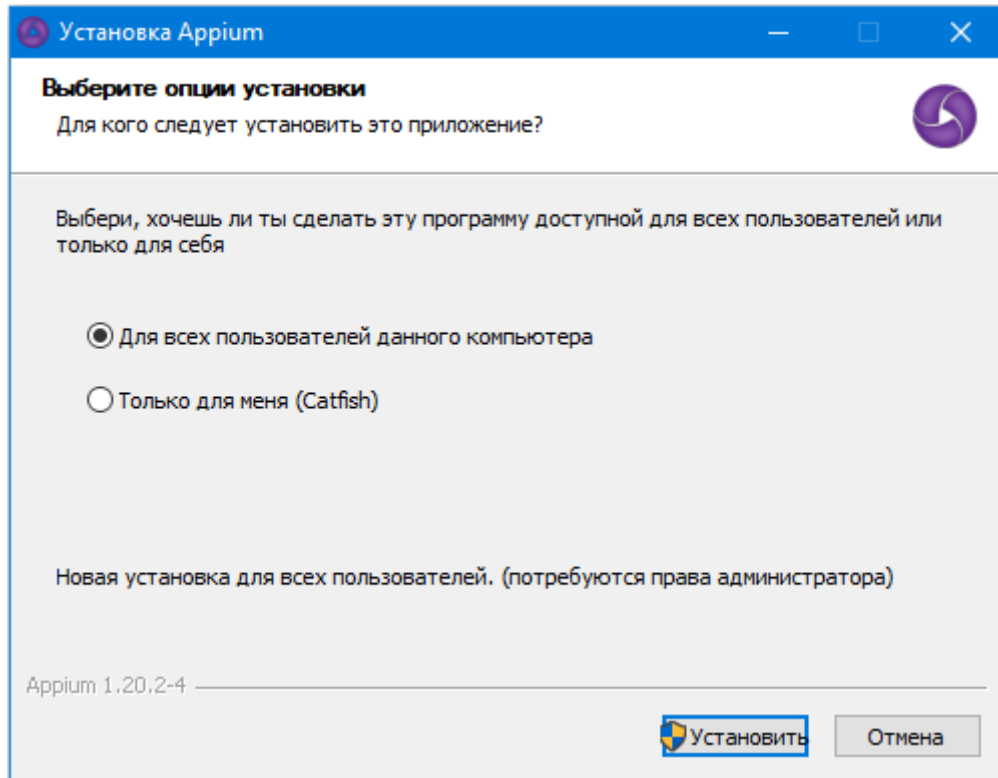 Установка Appium
Выберите опции установки
Для кого следует установить это приложение?
Выбери, хочешь ли ты сделать эту программу доступной для всех пользователей или
только для себя
Для всех пользователей данного компьютера
Только для меня (Catfish)
Новая установка для всех пользователей. (потребуются права администратора)
Appium 1.20.2-4
Установить
Отмена